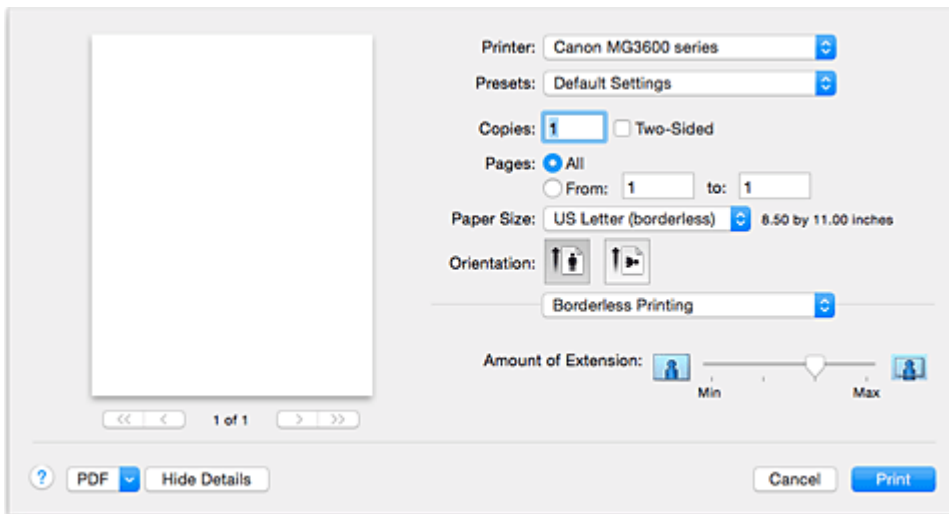 Printer: Canon MG3600 series
Presets: Default Settings
Copies: 1 Two-Sided
Pages: All
From: 1 to: 1
Paper Size: US Letter (borderless) 8.50 by 11.00 inches
Orientation:
Borderless Printing
Amount of Extension:
Min Max
<< < 1 of 1 > >>
? PDF Hide Details Cancel Print